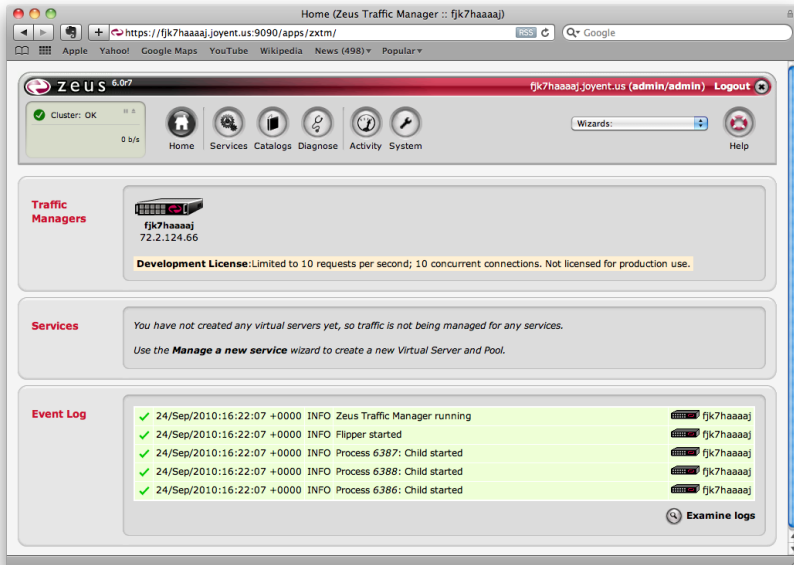 Home (Zeus Traffic Manager :: fjk7haaaaj)
https://fjk7haaaaj.joyent.us:9090/apps/zxtm/
RSS
Google
Apple Yahoo! Google Maps YouTube Wikipedia News (498) Popular
zeus 6.0r7
fjk7haaaaj.joyent.us (admin/admin) Logout
Cluster: OK
0 b/s
Home Services Catalogs Diagnose Activity System
Wizards:
Help
Traffic Managers
fjk7haaaaj
72.2.124.66
Development License:Limited to 10 requests per second; 10 concurrent connections. Not licensed for production use.
Services
You have not created any virtual servers yet, so traffic is not being managed for any services.
Use the Manage a new service wizard to create a new Virtual Server and Pool.
Event Log
24/Sep/2010:16:22:07 +0000 INFO Zeus Traffic Manager running fjk7haaaaj
24/Sep/2010:16:22:07 +0000 INFO Flipper started fjk7haaaaj
24/Sep/2010:16:22:07 +0000 INFO Process 6387: Child started fjk7haaaaj
24/Sep/2010:16:22:07 +0000 INFO Process 6388: Child started fjk7haaaaj
24/Sep/2010:16:22:07 +0000 INFO Process 6386: Child started fjk7haaaaj
Examine logs